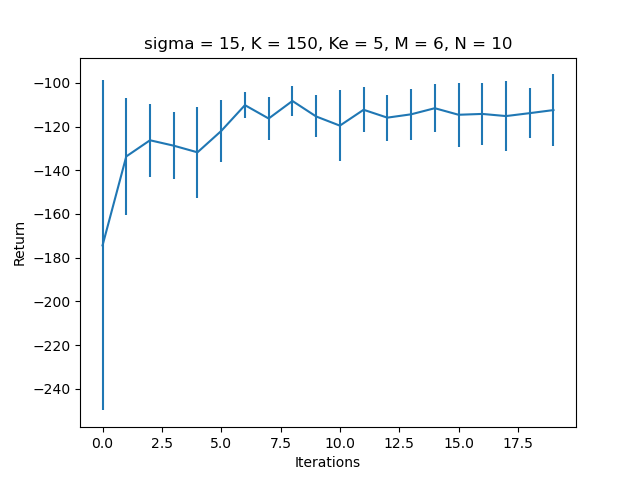 sigma = 15, K = 150, Ke = 5, M = 6, N = 10
−100
−120
−140
−160
−180
−200
−220
−240
Return
0.0 2.5 5.0 7.5 10.0 12.5 15.0 17.5
Iterations